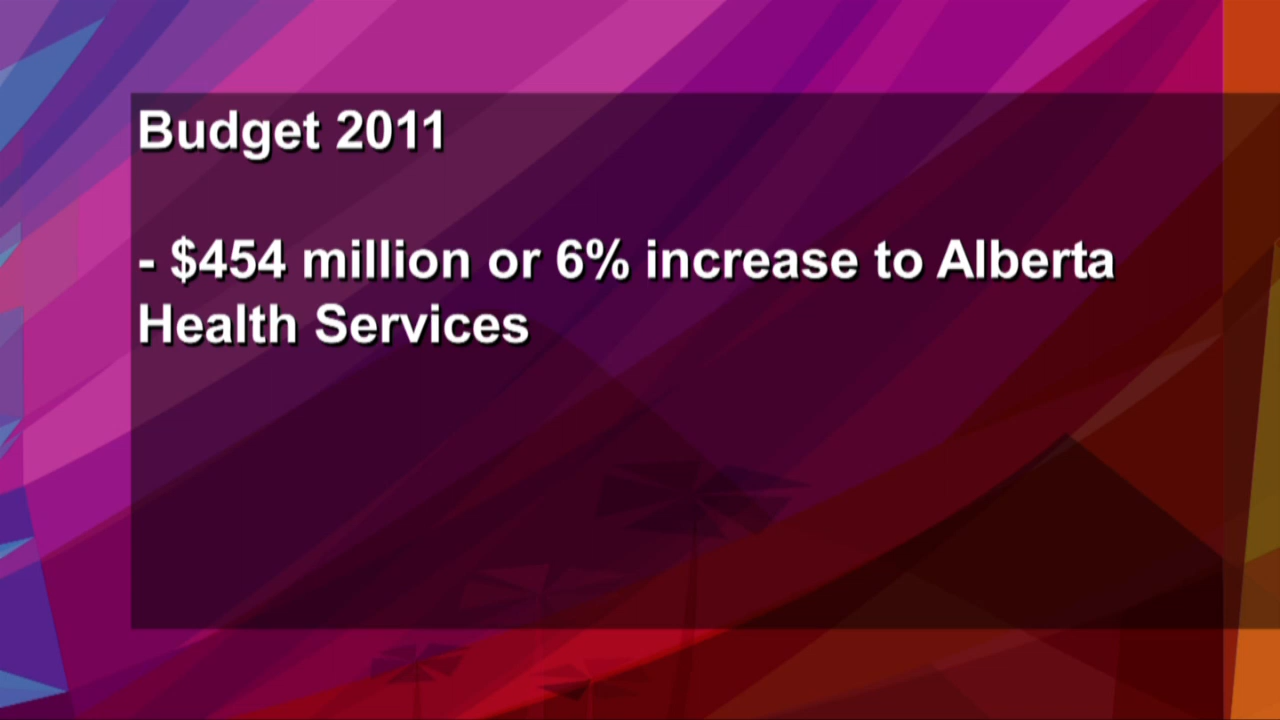 Budget 2011
- $454 million or 6% increase to Alberta
Health Services